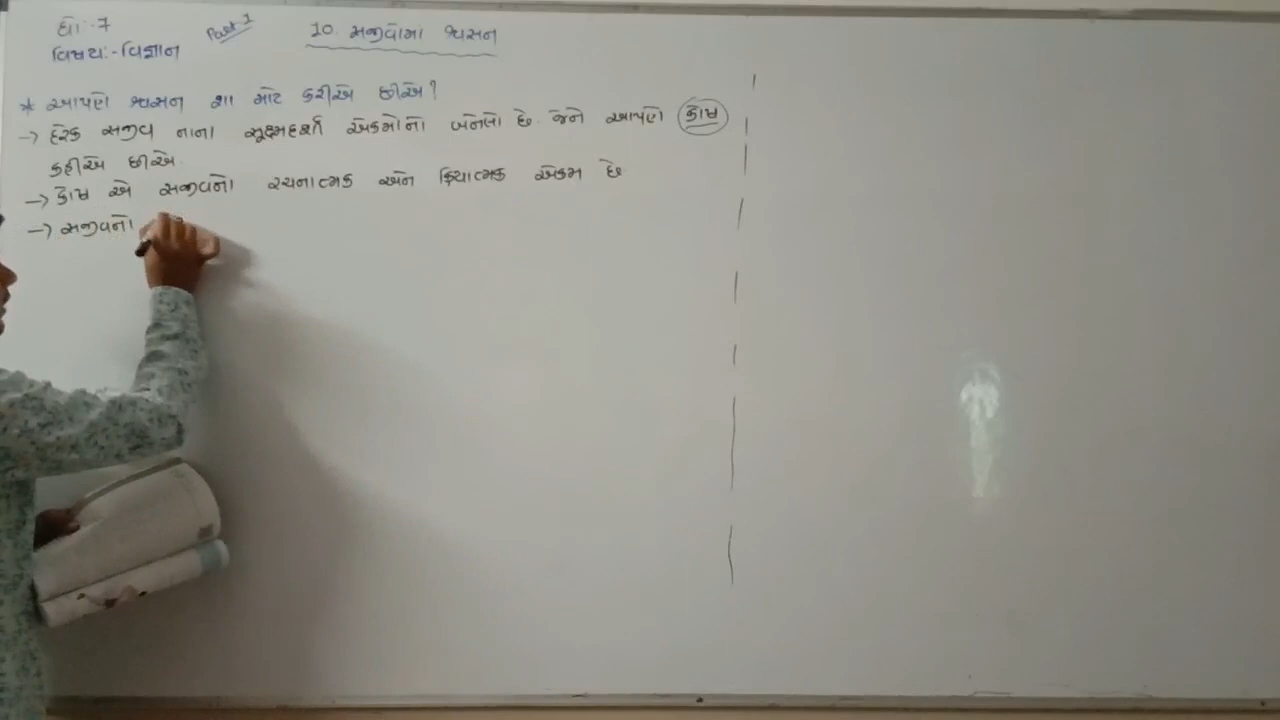 ધો:-7
Part-1
10. સજીવોમાં શ્વસન
વિષય:-વિજ્ઞાન
* આપણે શ્વસન શા માટે કરીએ છીએ?
→ દરેક સજીવ નાના સૂક્ષ્મદર્શી એકમોનો બનેલો છે. જેને આપણે કોષ
કહીએ છીએ.
→ કોષ એ સજીવનો રચનાત્મક અને ક્રિયાત્મક એકમ છે
→ સજીવનો